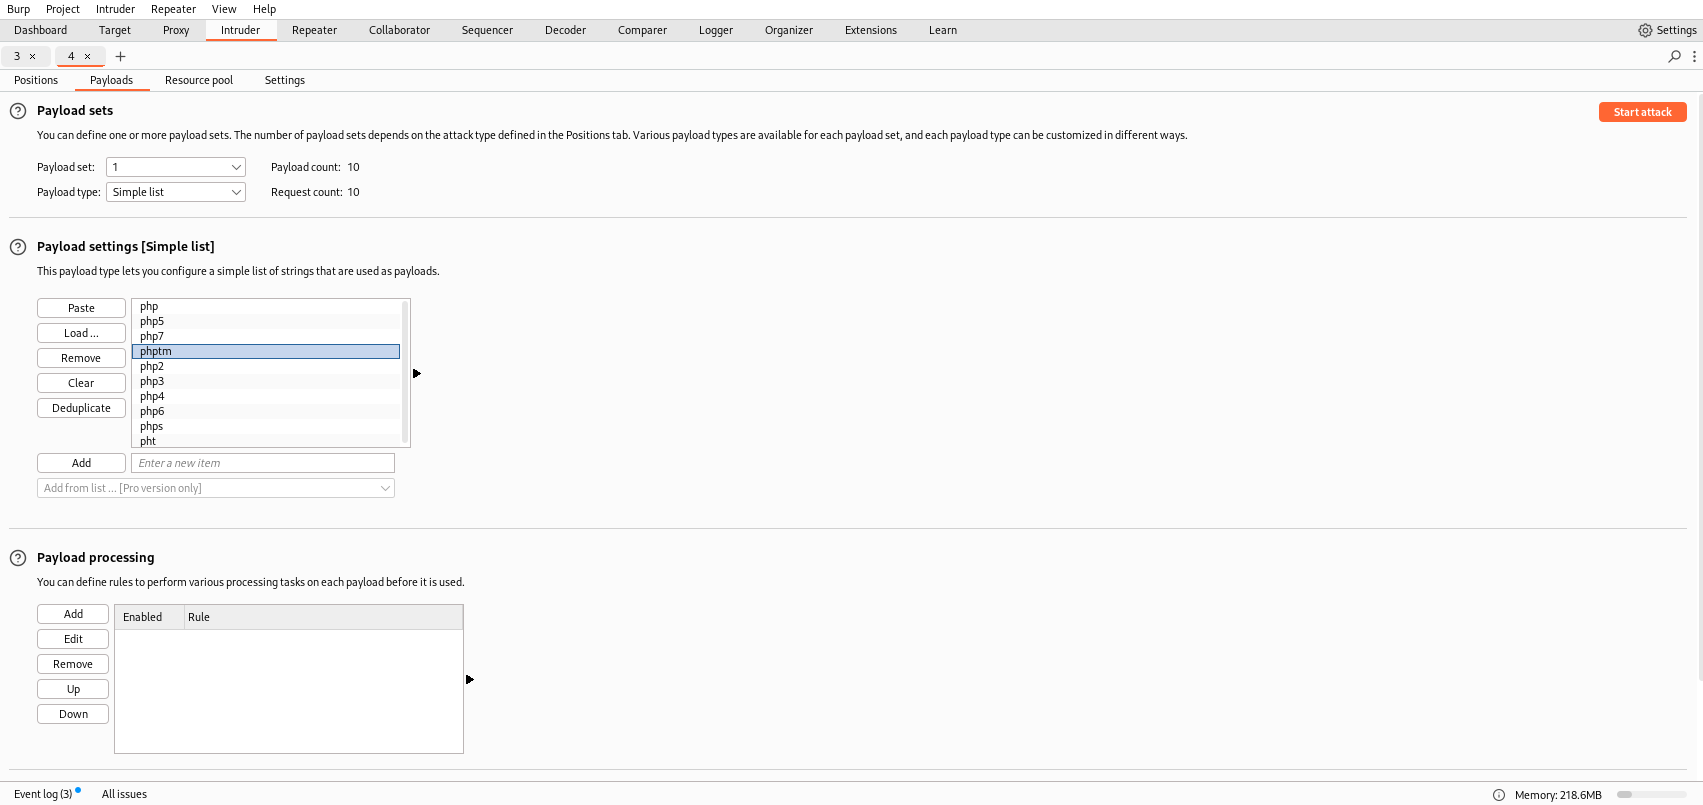 Burp Project Intruder Repeater View Help
Dashboard Target Proxy Intruder Repeater Collaborator Sequencer Decoder Comparer Logger Organizer Extensions Learn Settings
3 × 4 × +
Positions Payloads Resource pool Settings
? Payload sets Start attack
You can define one or more payload sets. The number of payload sets depends on the attack type defined in the Positions tab. Various payload types are available for each payload set, and each payload type can be customized in different ways.
Payload set: 1 Payload count: 10
Payload type: Simple list Request count: 10
? Payload settings [Simple list]
This payload type lets you configure a simple list of strings that are used as payloads.
Paste
Load ...
Remove
Clear
Deduplicate
php
php5
php7
phptm
php2
php3
php4
php6
phps
pht
Add Enter a new item
Add from list ... [Pro version only]
? Payload processing
You can define rules to perform various processing tasks on each payload before it is used.
Add
Edit
Remove
Up
Down
Enabled Rule
Event log (3) All issues Memory: 218.6MB